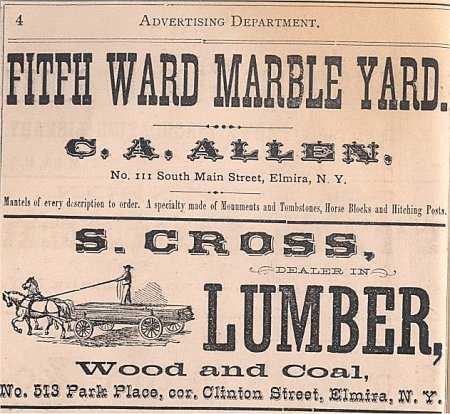 4 ADVERTISING DEPARTMENT.
FITFH WARD MARBLE YARD.
C. A. ALLEN,
No. 111 South Main Street, Elmira, N. Y.
Mantels of every description to order. A specialty made of Monuments and Tombstones, Horse Blocks and Hitching Posts.
S. CROSS,
DEALER IN
LUMBER,
Wood and Coal,
No. 513 Park Place, cor. Clinton Street, Elmira, N. Y.